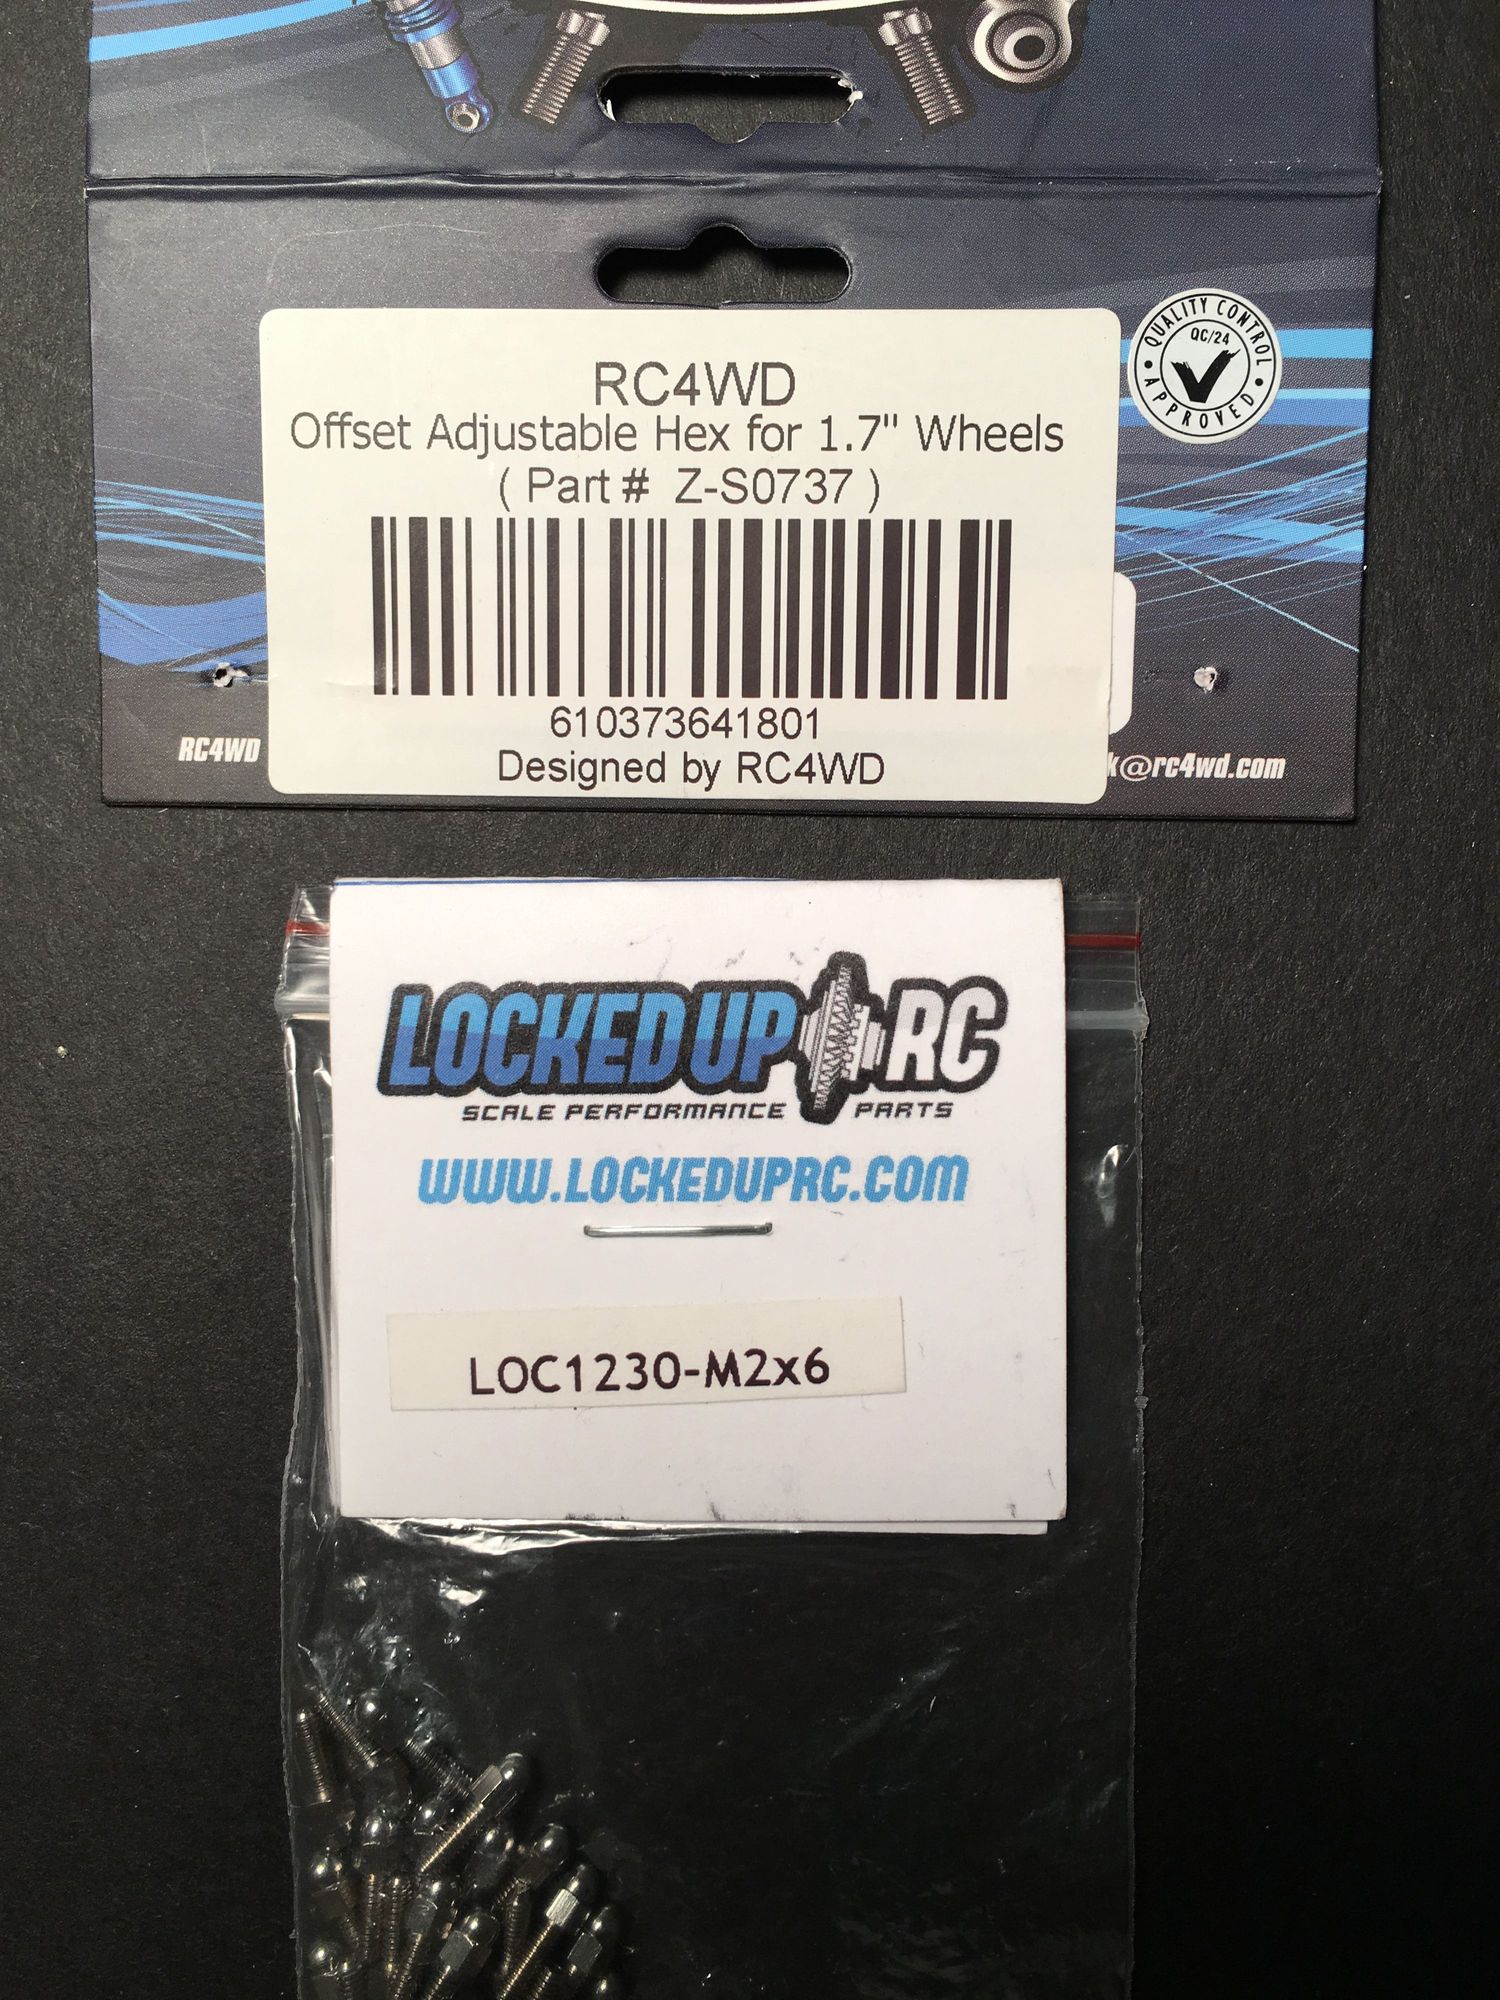 RC4WD
Offset Adjustable Hex for 1.7" Wheels
( Part # Z-S0737 )
610373641801
Designed by RC4WD
QUALITY CONTROL
QC/24
APPROVED
RC4WD
k@rc4wd.com
LOCKED UP RC
SCALE PERFORMANCE PARTS
WWW.LOCKEDUPRC.COM
LOC1230-M2x6